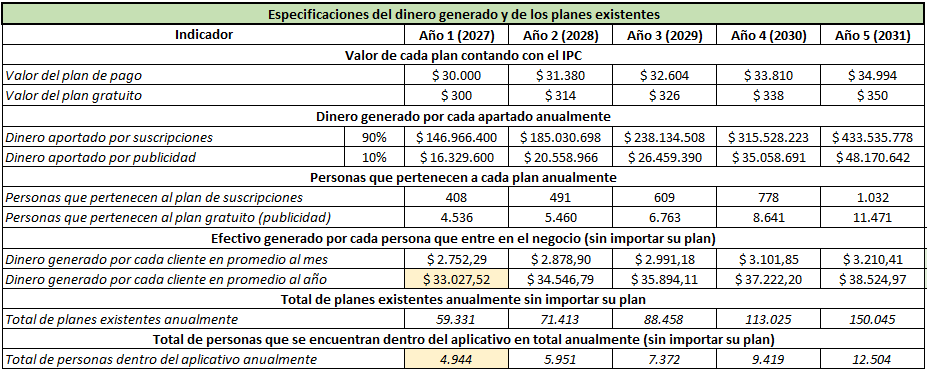 Especificaciones del dinero generado y de los planes existentes
Indicador Año 1 (2027) Año 2 (2028) Año 3 (2029) Año 4 (2030) Año 5 (2031)
Valor de cada plan contando con el IPC
Valor del plan de pago $ 30.000 $ 31.380 $ 32.604 $ 33.810 $ 34.994
Valor del plan gratuito $ 300 $ 314 $ 326 $ 338 $ 350
Dinero generado por cada apartado anualmente
Dinero aportado por suscripciones 90% $ 146.966.400 $ 185.030.698 $ 238.134.508 $ 315.528.223 $ 433.535.778
Dinero aportado por publicidad 10% $ 16.329.600 $ 20.558.966 $ 26.459.390 $ 35.058.691 $ 48.170.642
Personas que pertenecen a cada plan anualmente
Personas que pertenecen al plan de suscripciones 408 491 609 778 1.032
Personas que pertenecen al plan gratuito (publicidad) 4.536 5.460 6.763 8.641 11.471
Efectivo generado por cada persona que entre en el negocio (sin importar su plan)
Dinero generado por cada cliente en promedio al mes $ 2.752,29 $ 2.878,90 $ 2.991,18 $ 3.101,85 $ 3.210,41
Dinero generado por cada cliente en promedio al año $ 33.027,52 $ 34.546,79 $ 35.894,11 $ 37.222,20 $ 38.524,97
Total de planes existentes anualmente sin importar su plan
Total de planes existentes anualmente 59.331 71.413 88.458 113.025 150.045
Total de personas que se encuentran dentro del aplicativo en total anualmente (sin importar su plan)
Total de personas dentro del aplicativo anualmente 4.944 5.951 7.372 9.419 12.504